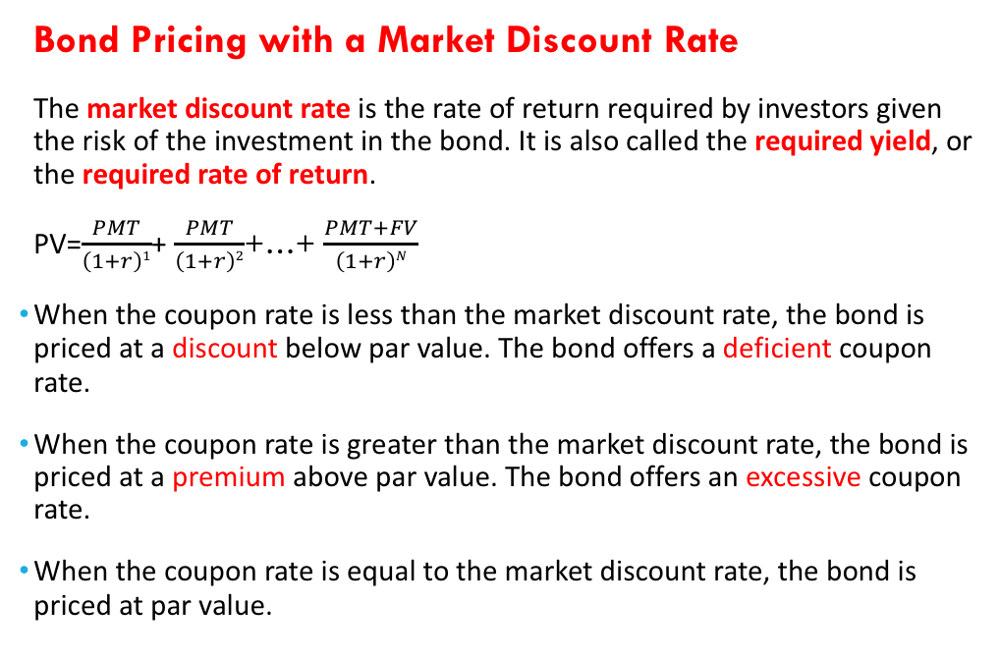 Bond Pricing with a Market Discount Rate
The market discount rate is the rate of return required by investors given
the risk of the investment in the bond. It is also called the required yield, or
the required rate of return.
PV=PMT/(1+r)¹+ PMT/(1+r)²+...+ PMT+FV/(1+r)ᴺ
•When the coupon rate is less than the market discount rate, the bond is
priced at a discount below par value. The bond offers a deficient coupon
rate.
•When the coupon rate is greater than the market discount rate, the bond is
priced at a premium above par value. The bond offers an excessive coupon
rate.
•When the coupon rate is equal to the market discount rate, the bond is
priced at par value.